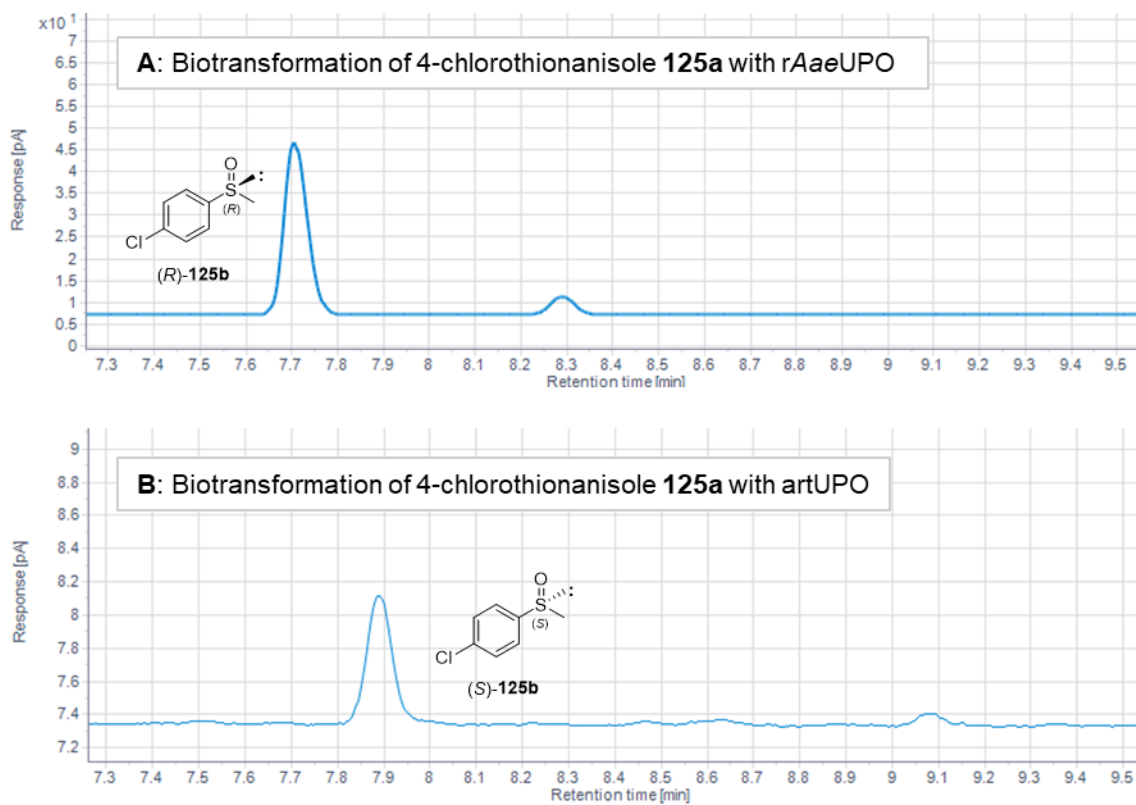 x10 1
A: Biotransformation of 4-chlorothionanisole 125a with rAaeUPO
7
6.5
6
5.5
5
4.5
4
3.5
3
2.5
2
1.5
1
0.5
0
Response [pA]
O
S
(R)
Cl
(R)-125b
7.3 7.4 7.5 7.6 7.7 7.8 7.9 8 8.1 8.2 8.3 8.4 8.5 8.6 8.7 8.8 8.9 9 9.1 9.2 9.3 9.4 9.5
Retention time [min]
B: Biotransformation of 4-chlorothionanisole 125a with artUPO
9
8.8
8.6
8.4
8.2
8
7.8
7.6
7.4
7.2
Response [pA]
O
S
(S)
Cl
(S)-125b
7.3 7.4 7.5 7.6 7.7 7.8 7.9 8 8.1 8.2 8.3 8.4 8.5 8.6 8.7 8.8 8.9 9 9.1 9.2 9.3 9.4 9.5
Retention time [min]